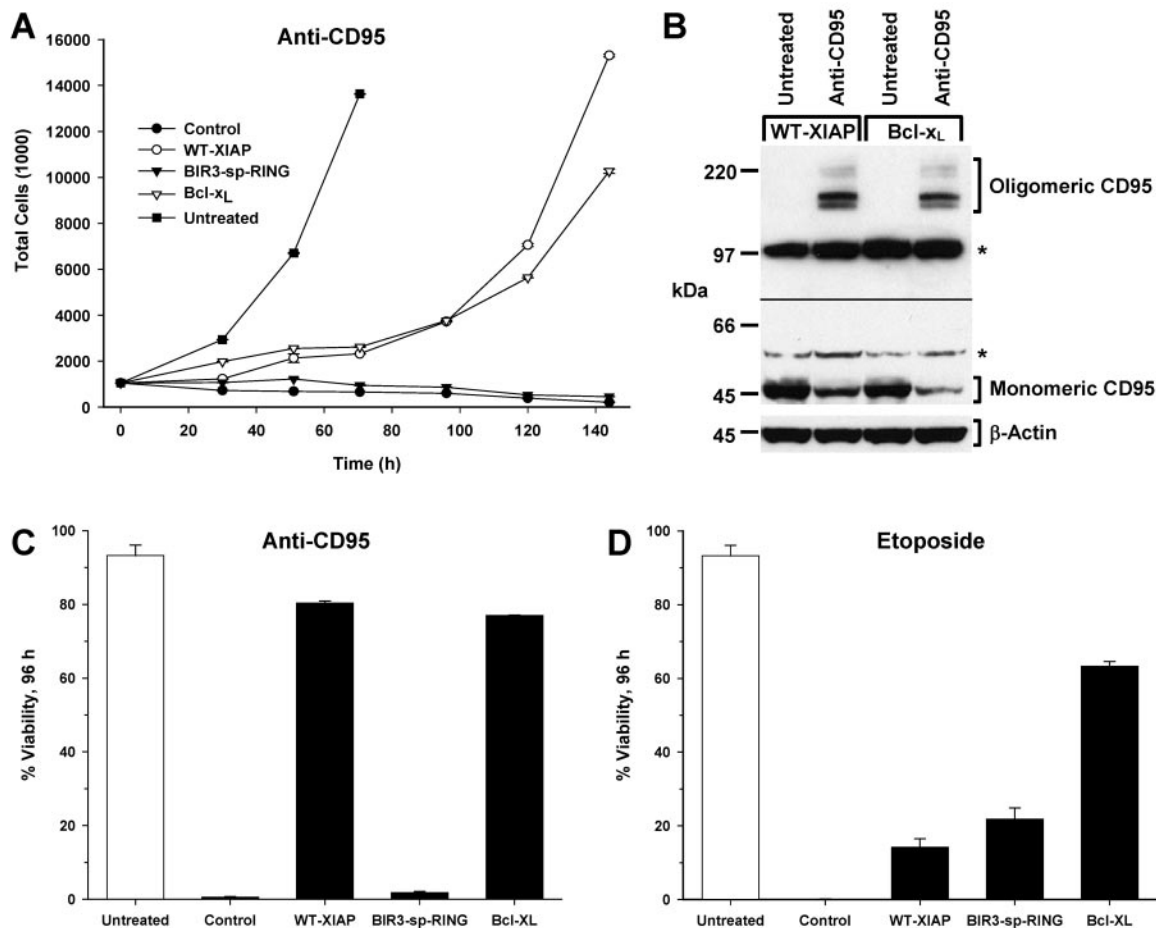 A
Anti-CD95
16000
14000
12000
10000
8000
6000
4000
2000
0
Total Cells (1000)
Control
WT-XIAP
BIR3-sp-RING
Bcl-xL
Untreated
0 20 40 60 80 100 120 140
Time (h)
B
Untreated
Anti-CD95
Untreated
Anti-CD95
WT-XIAP Bcl-xL
220
Oligomeric CD95
97 *
kDa
66
*
45 Monomeric CD95
45 β-Actin
C
Anti-CD95
100
80
60
40
20
0
% Viability, 96 h
Untreated Control WT-XIAP BIR3-sp-RING Bcl-XL
D
Etoposide
100
80
60
40
20
0
% Viability, 96 h
Untreated Control WT-XIAP BIR3-sp-RING Bcl-XL